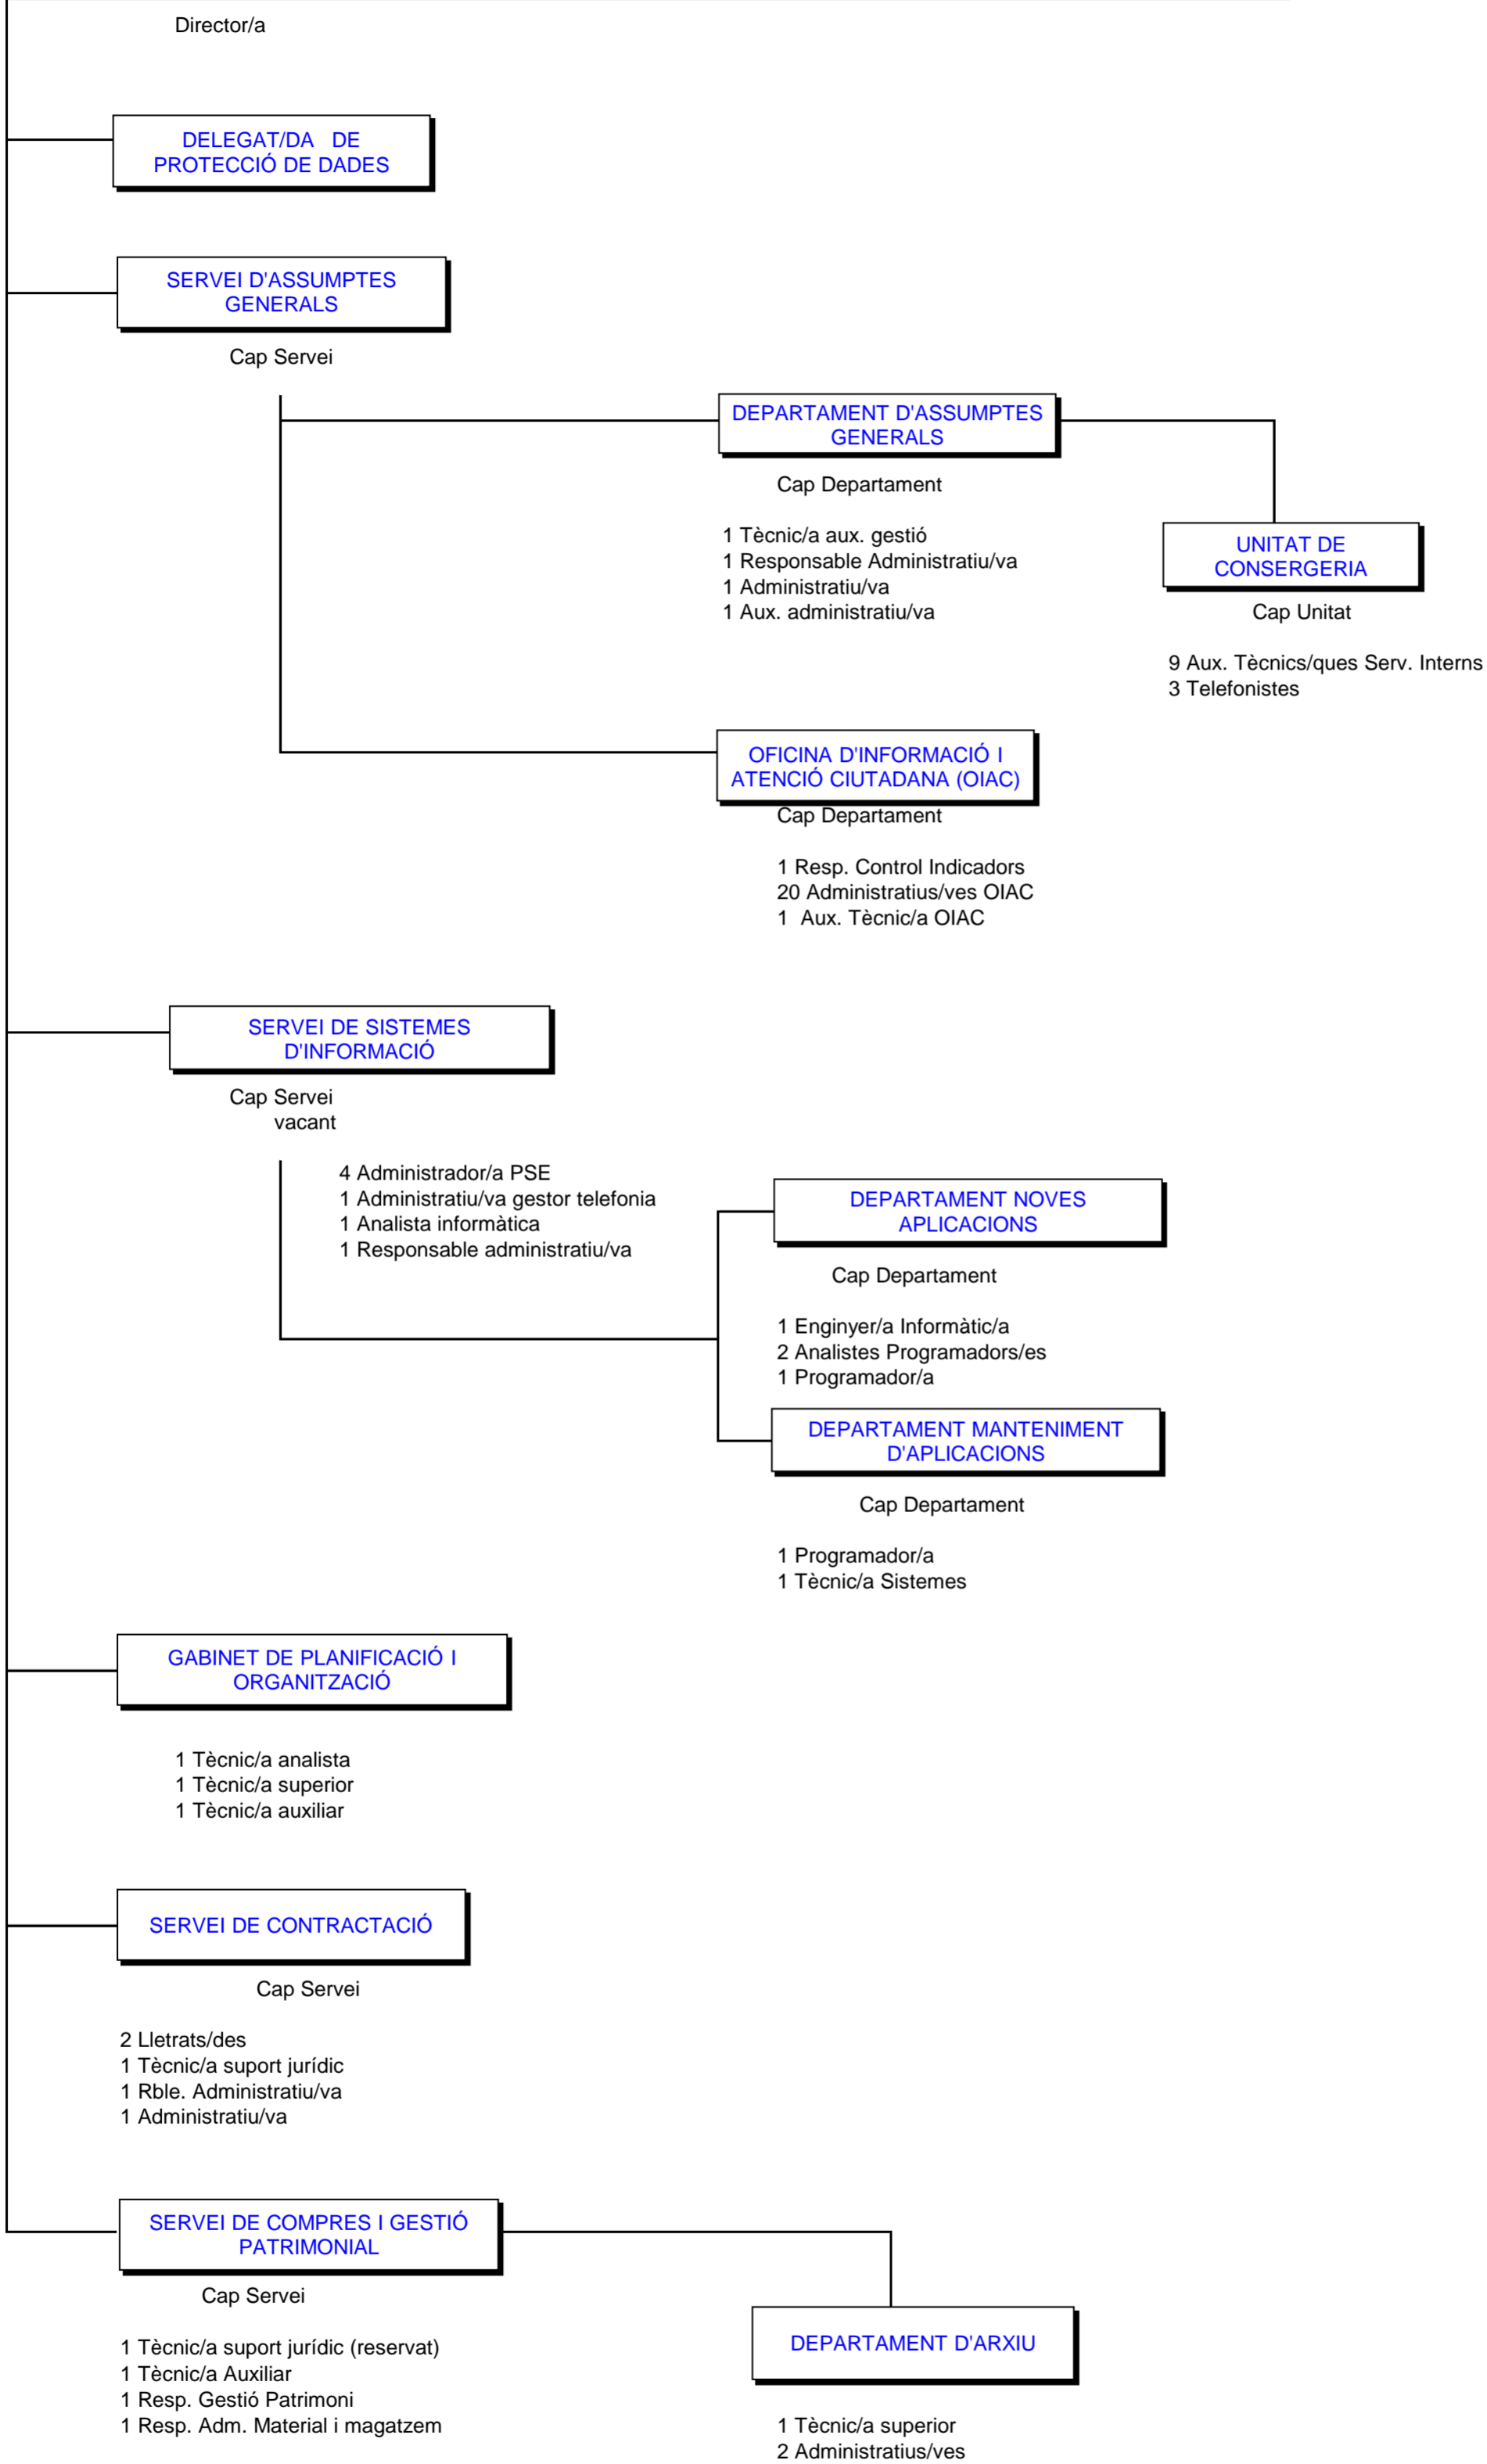 Director/a
DELEGAT/DA DE
PROTECCIÓ DE DADES
SERVEI D'ASSUMPTES
GENERALS
Cap Servei
DEPARTAMENT D'ASSUMPTES
GENERALS
Cap Departament
1 Tècnic/a aux. gestió
1 Responsable Administratiu/va
1 Administratiu/va
1 Aux. administratiu/va
UNITAT DE
CONSERGERIA
Cap Unitat
9 Aux. Tècnics/ques Serv. Interns
3 Telefonistes
OFICINA D'INFORMACIÓ I
ATENCIÓ CIUTADANA (OIAC)
Cap Departament
1 Resp. Control Indicadors
20 Administratius/ves OIAC
1 Aux. Tècnic/a OIAC
SERVEI DE SISTEMES
D'INFORMACIÓ
Cap Servei
vacant
4 Administrador/a PSE
1 Administratiu/va gestor telefonia
1 Analista informàtica
1 Responsable administratiu/va
DEPARTAMENT NOVES
APLICACIONS
Cap Departament
1 Enginyer/a Informàtic/a
2 Analistes Programadors/es
1 Programador/a
DEPARTAMENT MANTENIMENT
D'APLICACIONS
Cap Departament
1 Programador/a
1 Tècnic/a Sistemes
GABINET DE PLANIFICACIÓ I
ORGANITZACIÓ
1 Tècnic/a analista
1 Tècnic/a superior
1 Tècnic/a auxiliar
SERVEI DE CONTRACTACIÓ
Cap Servei
2 Lletrats/des
1 Tècnic/a suport jurídic
1 Rble. Administratiu/va
1 Administratiu/va
SERVEI DE COMPRES I GESTIÓ
PATRIMONIAL
Cap Servei
1 Tècnic/a suport jurídic (reservat)
1 Tècnic/a Auxiliar
1 Resp. Gestió Patrimoni
1 Resp. Adm. Material i magatzem
DEPARTAMENT D'ARXIU
1 Tècnic/a superior
2 Administratius/ves